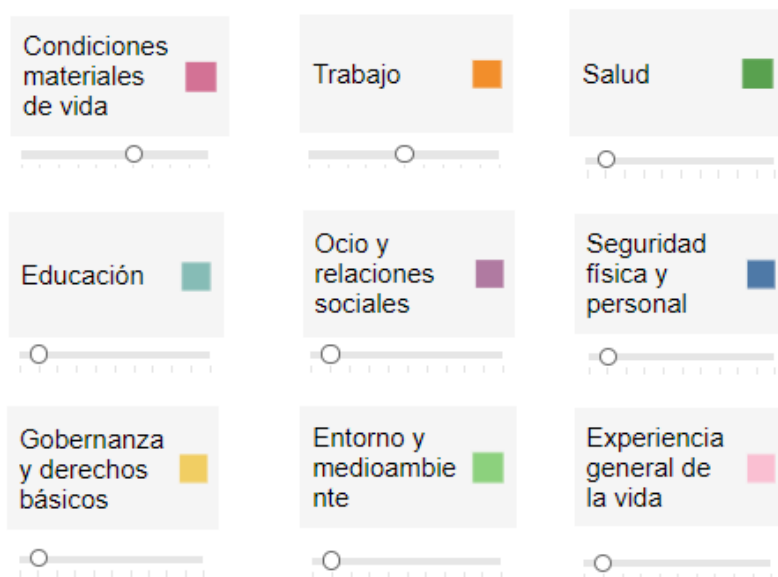 Condiciones
materiales
de vida
Trabajo
Salud
Educación
Ocio y
relaciones
sociales
Seguridad
física y
personal
Gobernanza
y derechos
básicos
Entorno y
medioambie
nte
Experiencia
general de
la vida